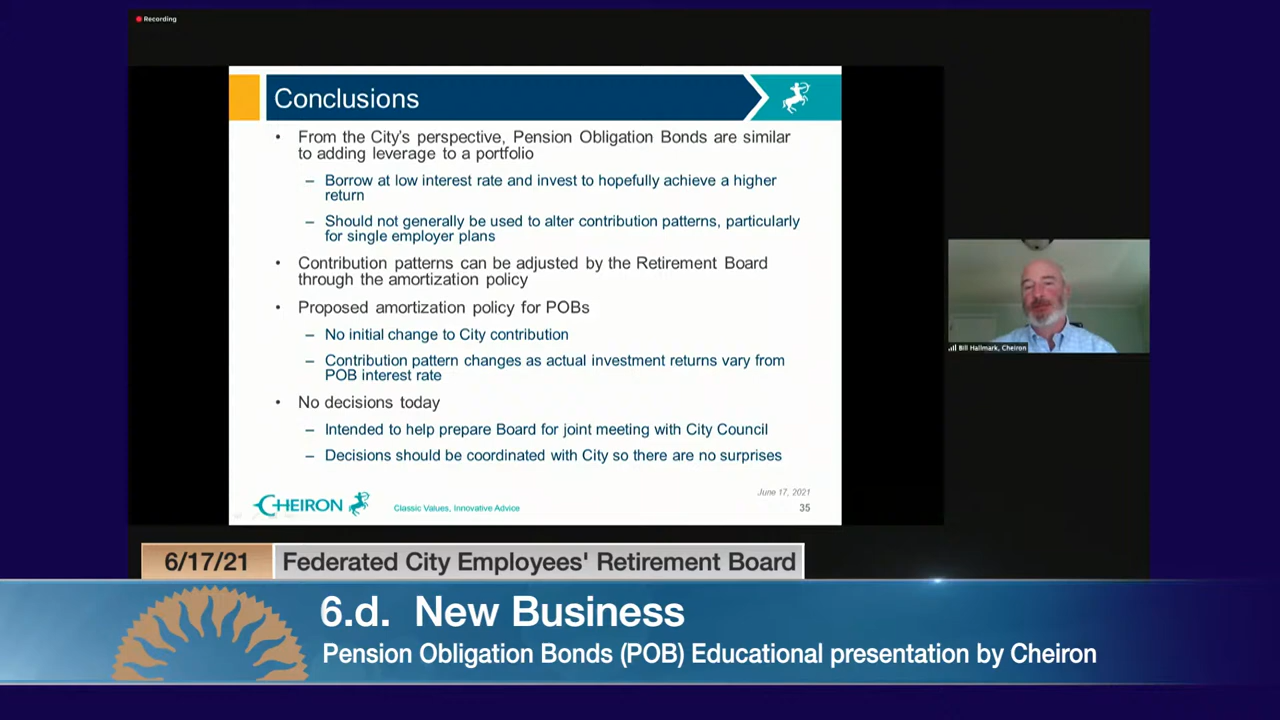 Recording
Conclusions
• From the City's perspective, Pension Obligation Bonds are similar
to adding leverage to a portfolio
– Borrow at low interest rate and invest to hopefully achieve a higher
return
– Should not generally be used to alter contribution patterns, particularly
for single employer plans
• Contribution patterns can be adjusted by the Retirement Board
through the amortization policy
• Proposed amortization policy for POBs
– No initial change to City contribution
– Contribution pattern changes as actual investment returns vary from
POB interest rate
• No decisions today
– Intended to help prepare Board for joint meeting with City Council
– Decisions should be coordinated with City so there are no surprises
June 17, 2021
CHEIRON
Classic Values, Innovative Advice
35
Bill Hallmark, Cheiron
6/17/21
Federated City Employees' Retirement Board
6.d. New Business
Pension Obligation Bonds (POB) Educational presentation by Cheiron